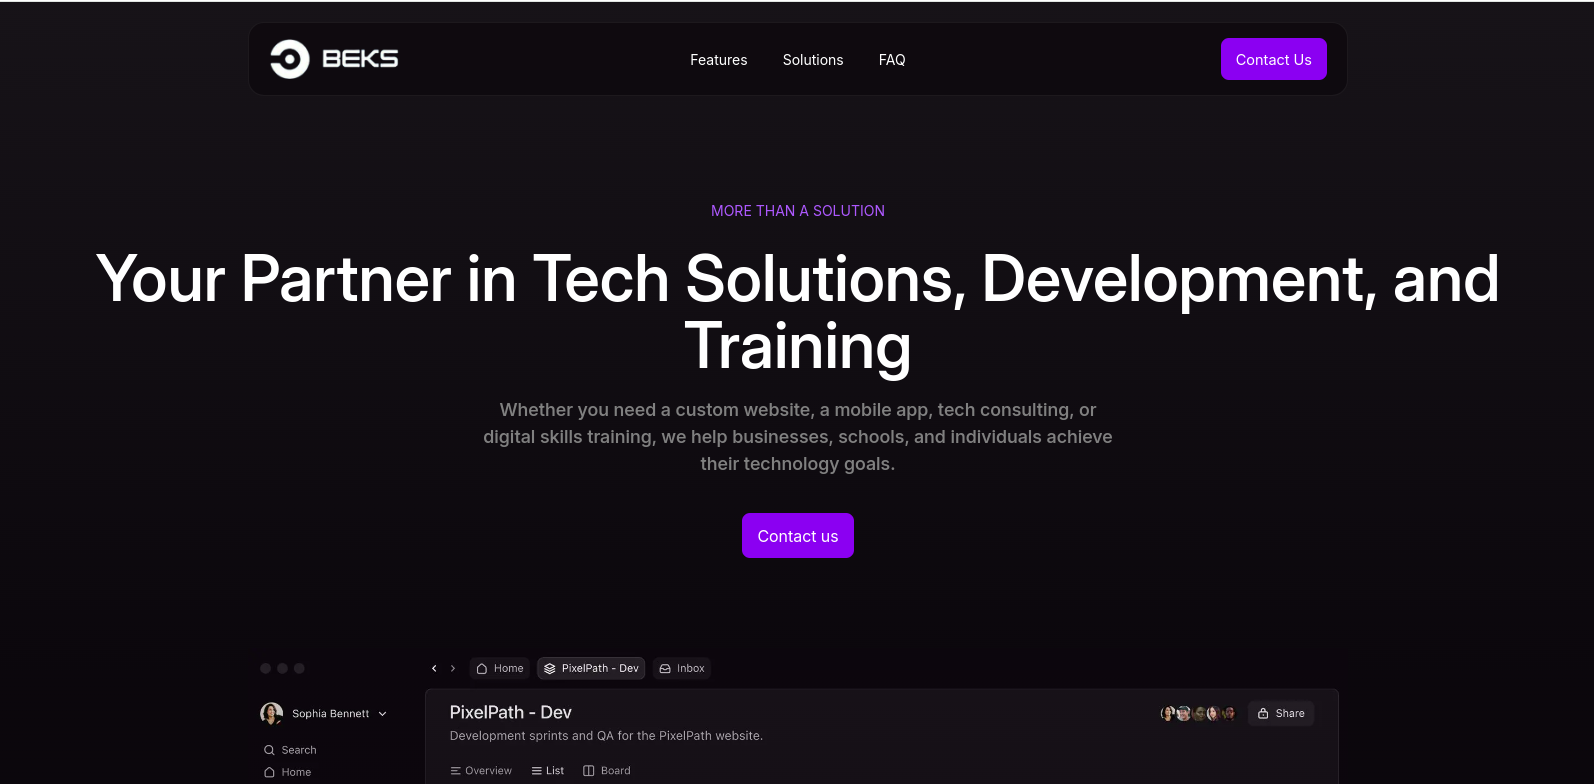 BEKS
Features Solutions FAQ
Contact Us
MORE THAN A SOLUTION
Your Partner in Tech Solutions, Development, and
Training
Whether you need a custom website, a mobile app, tech consulting, or
digital skills training, we help businesses, schools, and individuals achieve
their technology goals.
Contact us
Home PixelPath - Dev Inbox
Sophia Bennett
Search
Home
PixelPath - Dev
Share
Development sprints and QA for the PixelPath website.
Overview List Board